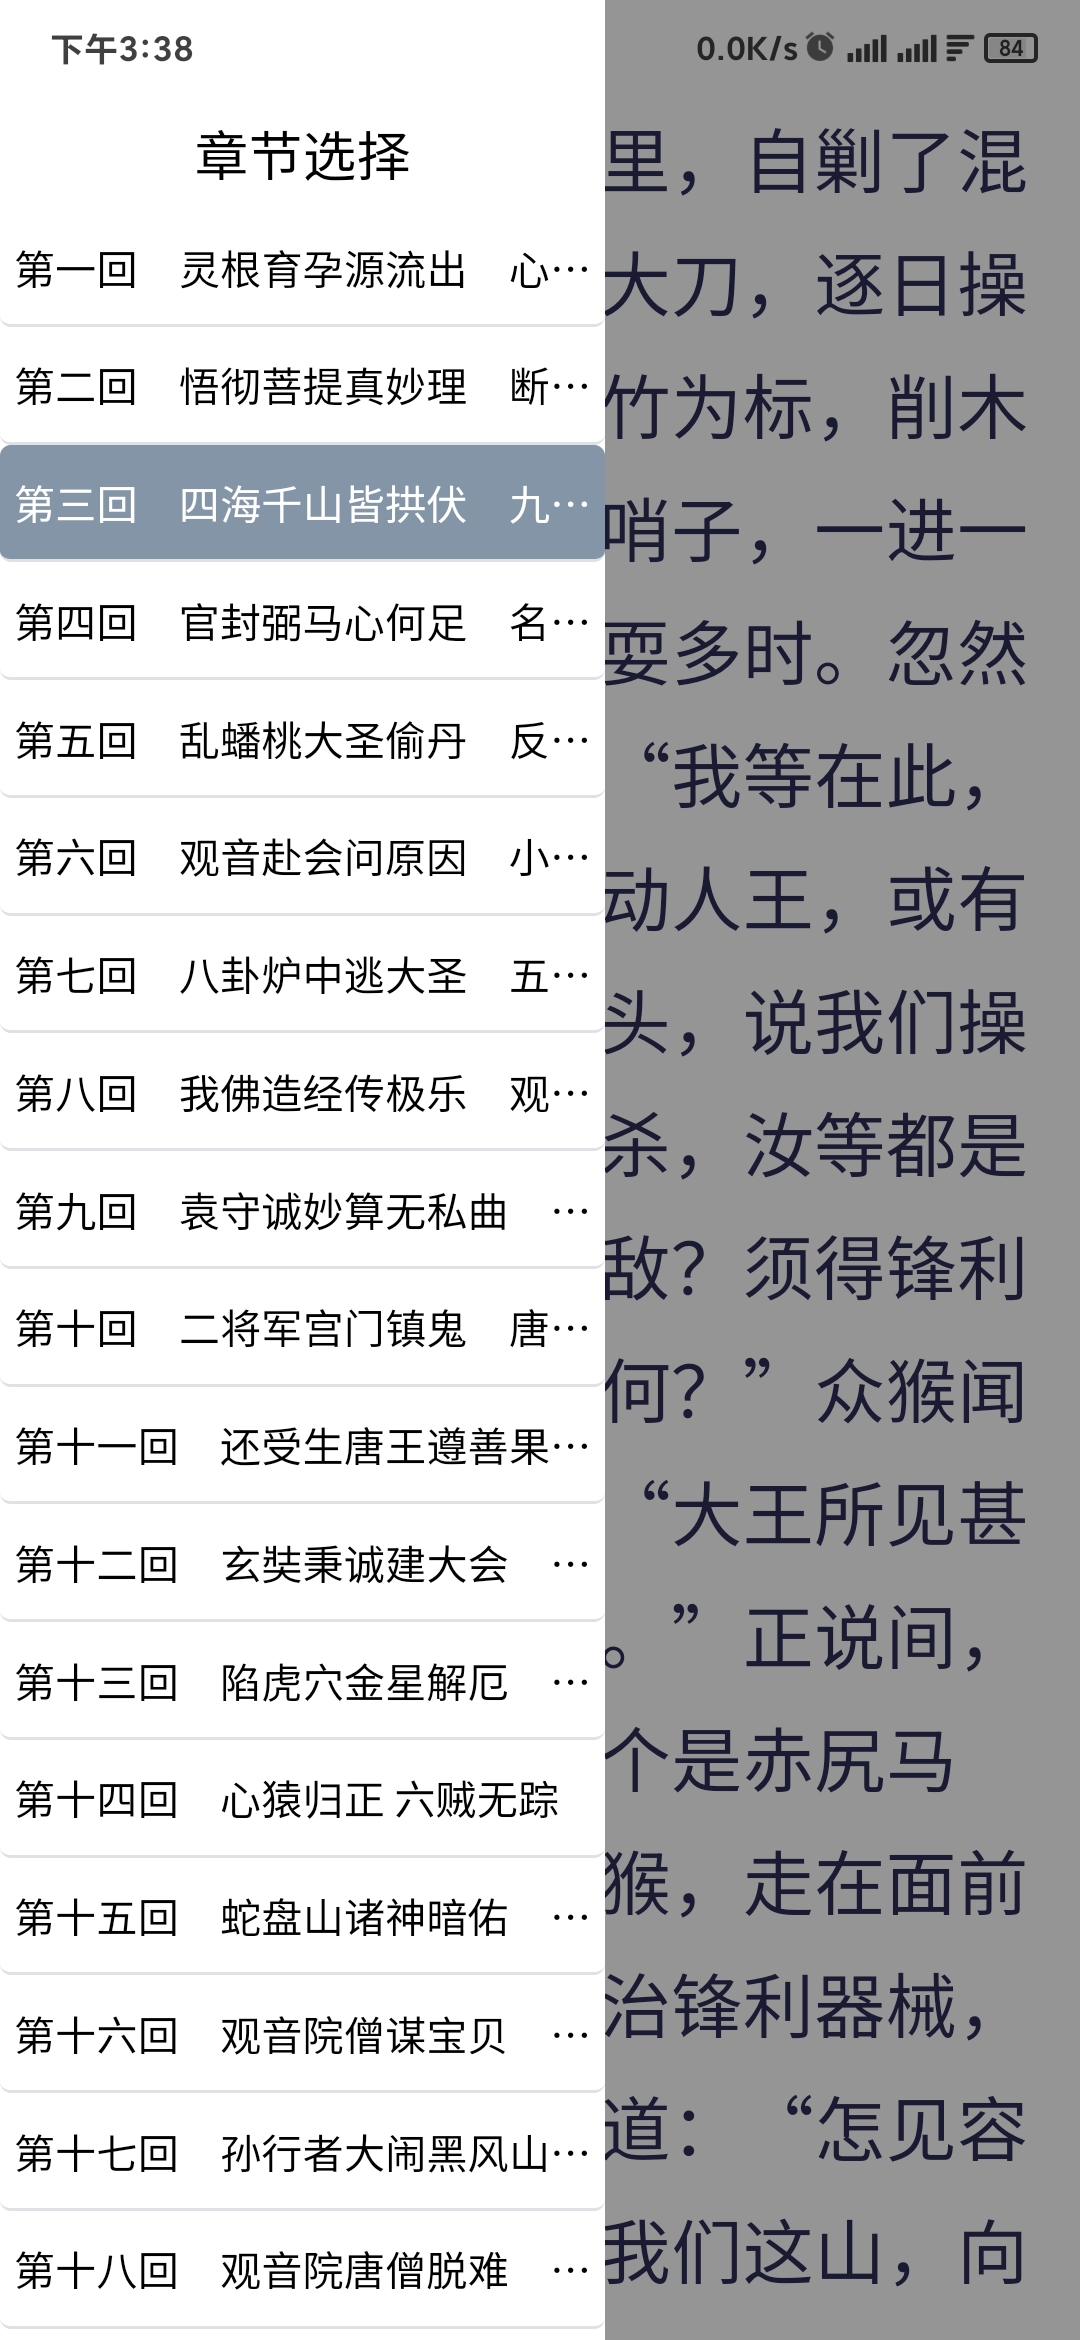 下午3:38
0.0K/s
84
章节选择
第一回　灵根育孕源流出　心…
第二回　悟彻菩提真妙理　断…
第三回　四海千山皆拱伏　九…
第四回　官封弼马心何足　名…
第五回　乱蟠桃大圣偷丹　反…
第六回　观音赴会问原因　小…
第七回　八卦炉中逃大圣　五…
第八回　我佛造经传极乐　观…
第九回　袁守诚妙算无私曲　…
第十回　二将军宫门镇鬼　唐…
第十一回　还受生唐王遵善果…
第十二回　玄奘秉诚建大会　…
第十三回　陷虎穴金星解厄　…
第十四回　心猿归正 六贼无踪
第十五回　蛇盘山诸神暗佑　…
第十六回　观音院僧谋宝贝　…
第十七回　孙行者大闹黑风山…
第十八回　观音院唐僧脱难　…
里，自剿了混
大刀，逐日操
竹为标，削木
哨子，一进一
耍多时。忽然
“我等在此，
动人王，或有
头，说我们操
杀，汝等都是
敌？须得锋利
何？”众猴闻
“大王所见甚
。”正说间，
个是赤尻马
猴，走在面前
治锋利器械，
道：“怎见容
我们这山，向